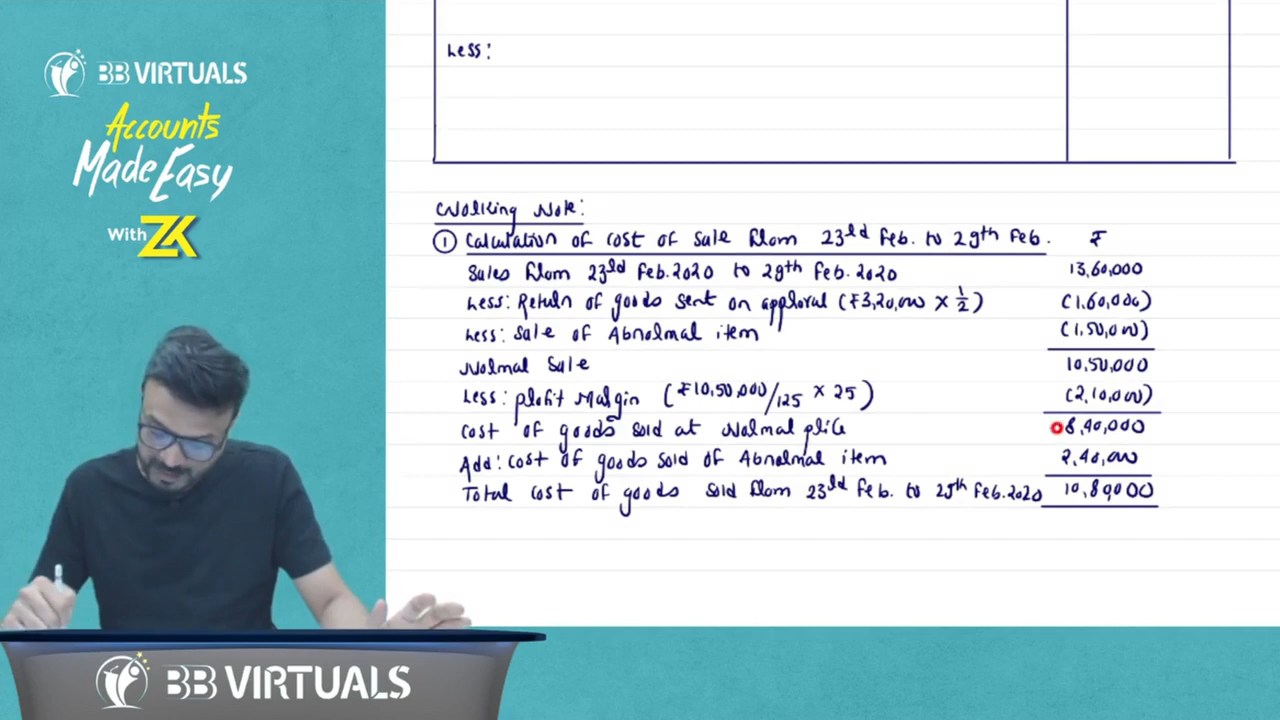 BB VIRTUALS
Accounts
Made Easy
With ZK
Less:
Working Note:
① Calculation of cost of sale from 23rd Feb. to 29th Feb. ₹
Sales from 23rd Feb. 2020 to 29th Feb. 2020 13,60,000
Less: Return of goods sent on approval (₹3,20,000 × 1/2) (1,60,000)
Less: Sale of Abnormal item (1,50,000)
Normal Sale 10,50,000
Less: Profit Margin (₹10,50,000/125 × 25) (2,10,000)
Cost of goods sold at Normal price 8,40,000
Add: Cost of goods sold of Abnormal item 2,40,000
Total cost of goods sold from 23rd Feb. to 29th Feb. 2020 10,80,000
BB VIRTUALS